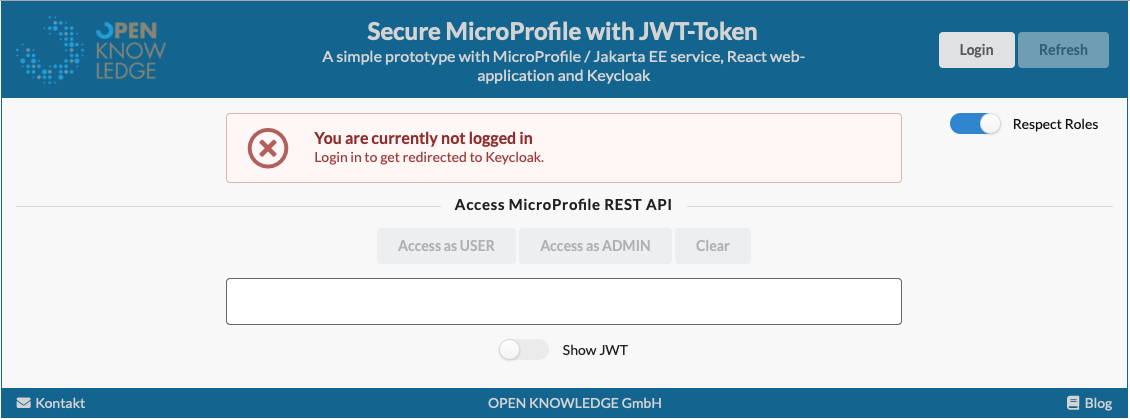 OPEN
KNOW
LEDGE
Secure MicroProfile with JWT-Token
A simple prototype with MicroProfile / Jakarta EE service, React web-
application and Keycloak
Login
Refresh
You are currently not logged in
Login in to get redirected to Keycloak.
Respect Roles
Access MicroProfile REST API
Access as USER
Access as ADMIN
Clear
Show JWT
Kontakt
OPEN KNOWLEDGE GmbH
Blog